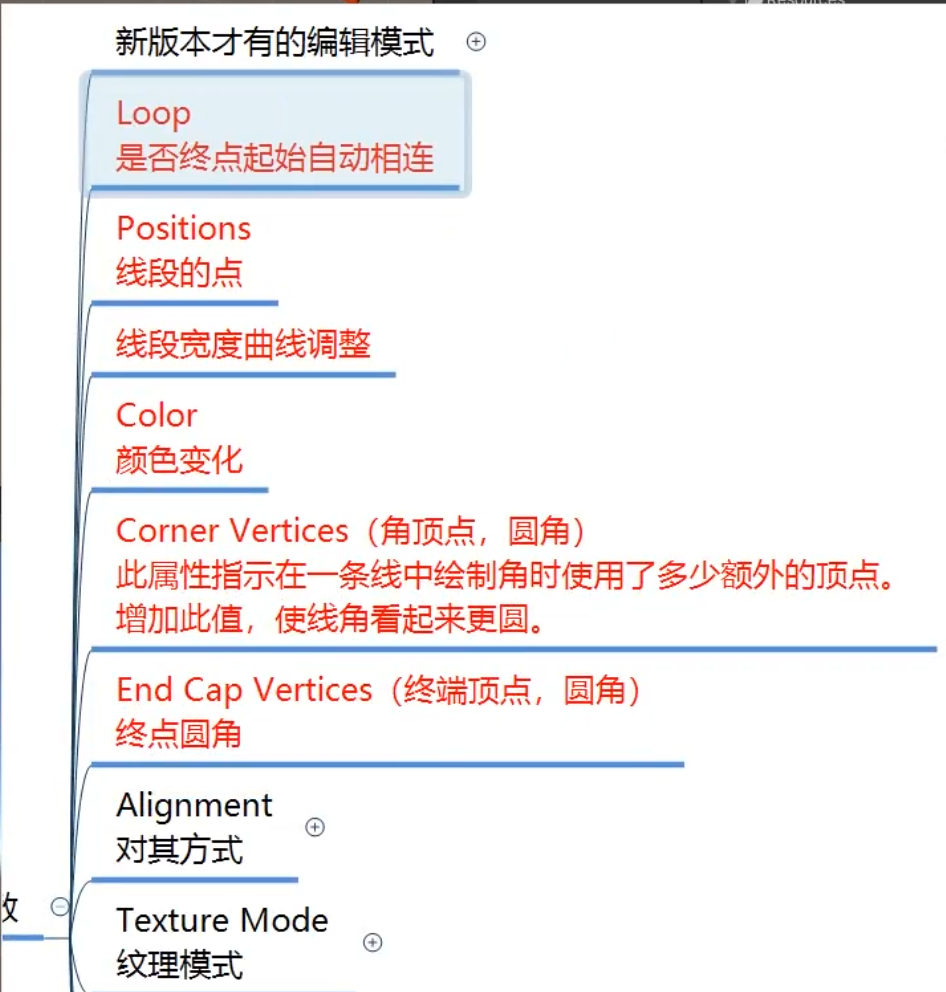 新版本才有的编辑模式
Loop
是否终点起始自动相连
Positions
线段的点
线段宽度曲线调整
Color
颜色变化
Corner Vertices（角顶点，圆角）
此属性指示在一条线中绘制角时使用了多少额外的顶点。
增加此值，使线角看起来更圆。
End Cap Vertices（终端顶点，圆角）
终点圆角
Alignment
对其方式
Texture Mode
纹理模式